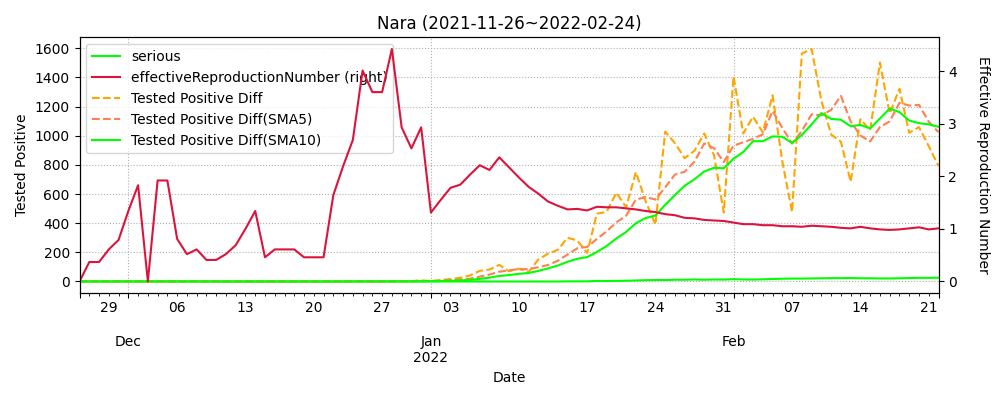 Nara (2021-11-26~2022-02-24)
serious
effectiveReproductionNumber (right)
Tested Positive Diff
Tested Positive Diff(SMA5)
Tested Positive Diff(SMA10)
Tested Positive
1600
1400
1200
1000
800
600
400
200
0
4
3
2
1
0
Effective Reproduction Number
29 06 13 20 27 03 10 17 24 31 07 14 21
Dec Jan Feb
2022
Date